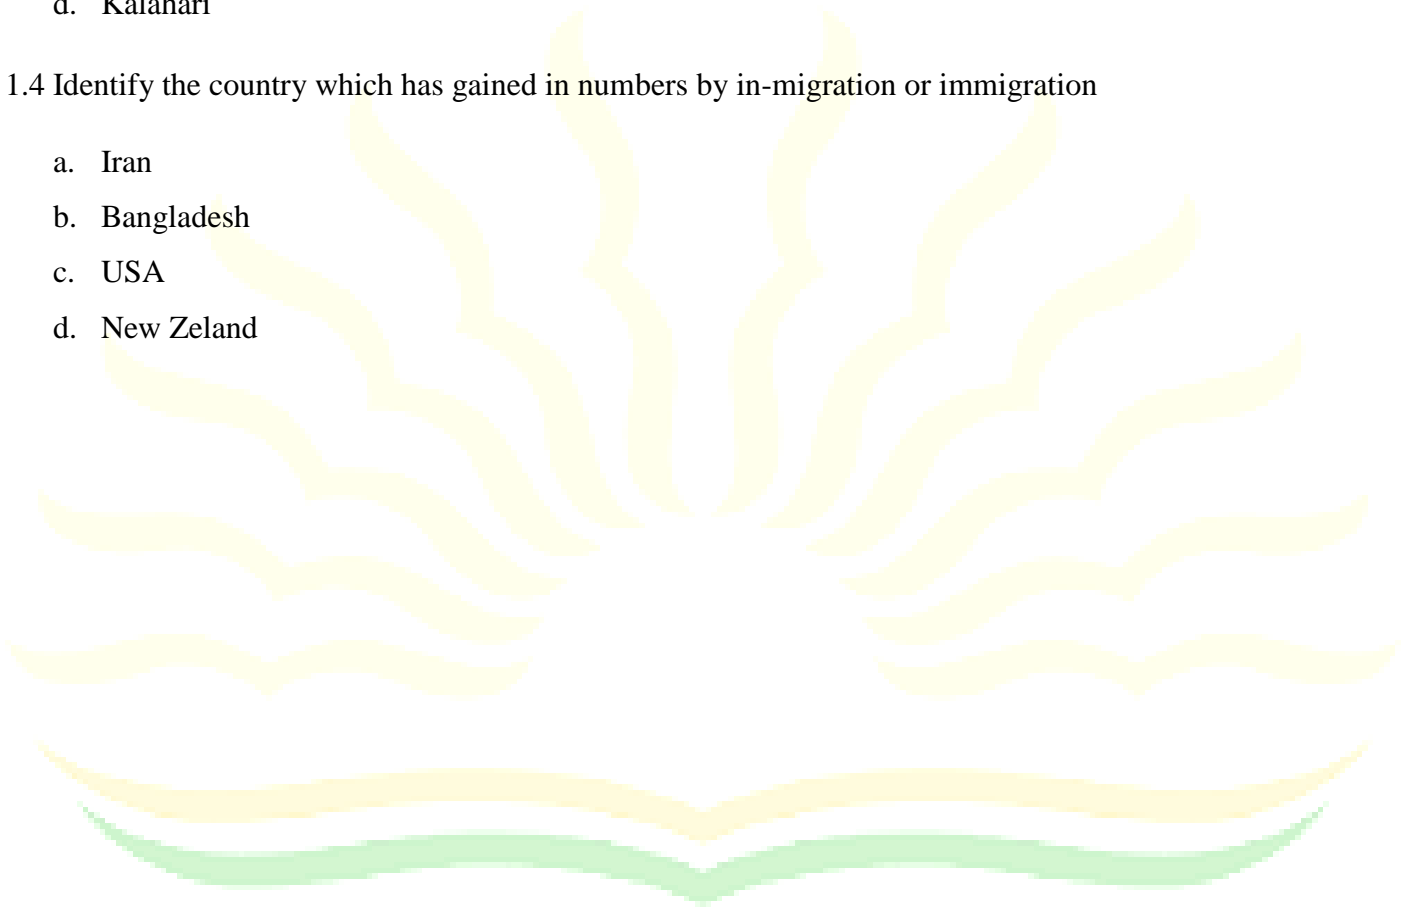 d. Kalahari
1.4 Identify the country which has gained in numbers by in-migration or immigration
a. Iran
b. Bangladesh
c. USA
d. New Zeland